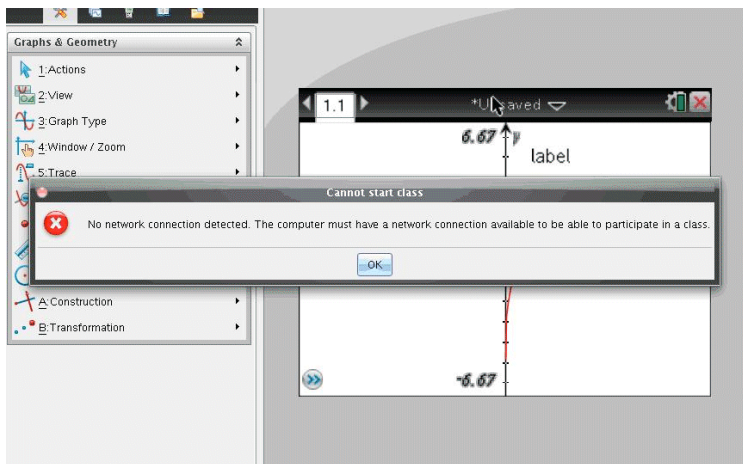 Graphs & Geometry
1:Actions
2:View
3:Graph Type
4:Window / Zoom
5:Trace
A:Construction
B:Transformation
1.1
6.67
y
label
-6.67
Cannot start class
No network connection detected. The computer must have a network connection available to be able to participate in a class.
OK